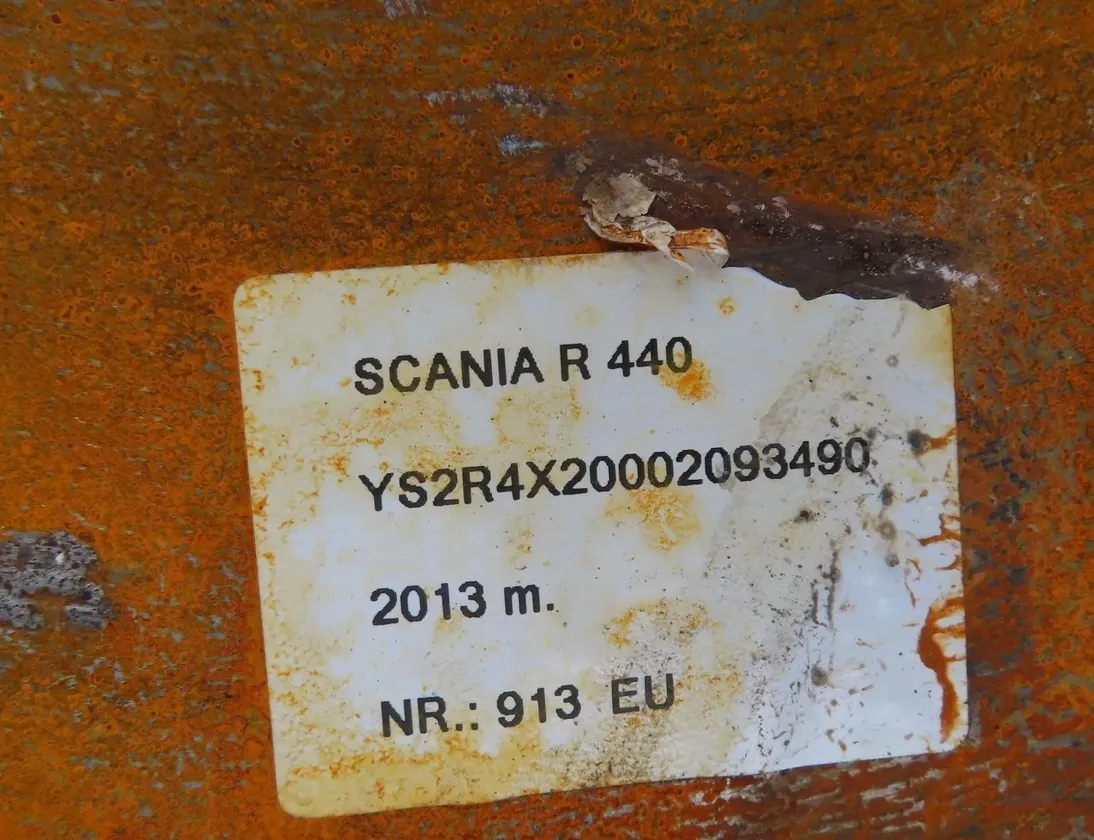 SCANIA R 440
YS2R4X20002093490
2013 m.
NR.: 913 EU